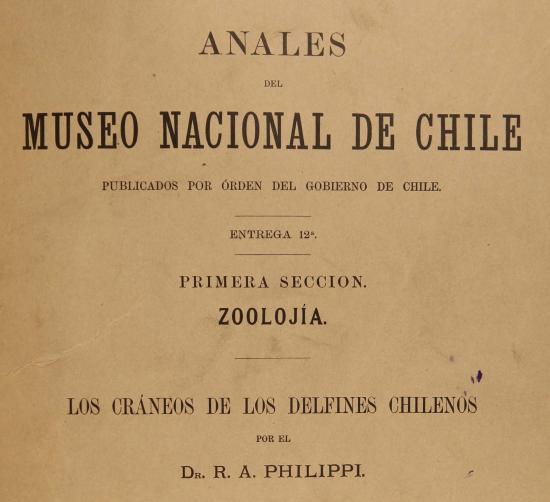 ANALES
DEL
MUSEO NACIONAL DE CHILE
PUBLICADOS POR ÓRDEN DEL GOBIERNO DE CHILE.
ENTREGA 12ª.
PRIMERA SECCION.
ZOOLOJÍA.
LOS CRÁNEOS DE LOS DELFINES CHILENOS
POR EL
DR. R. A. PHILIPPI.